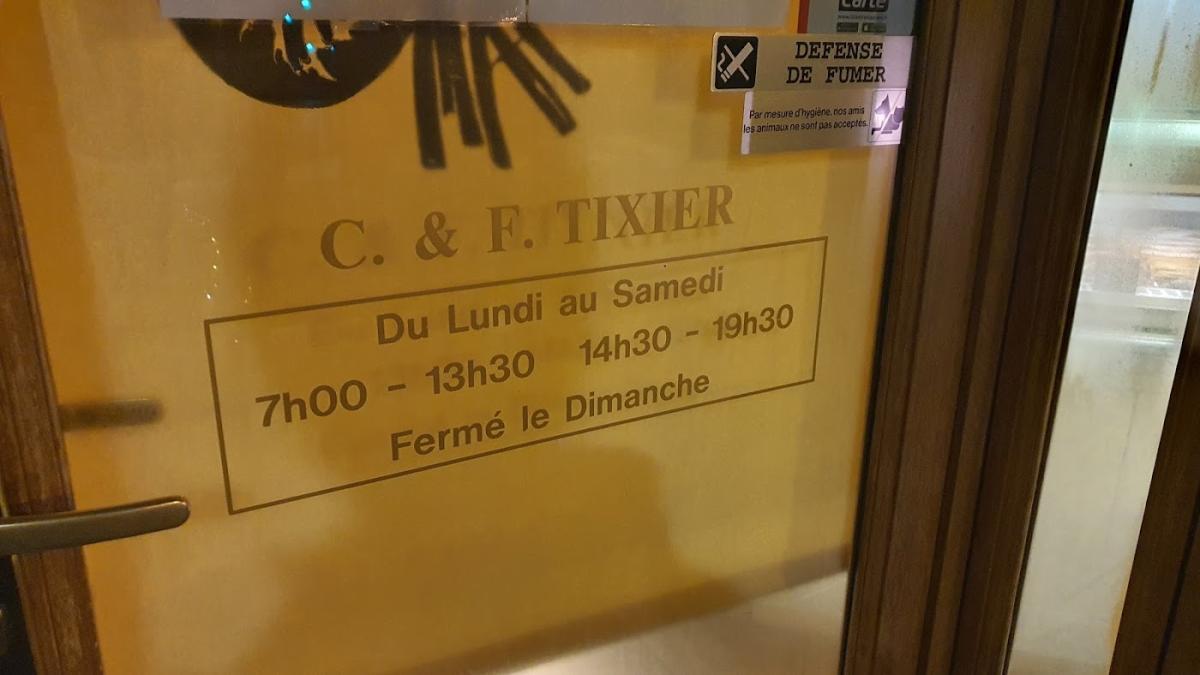 Carte
DEFENSE
DE FUMER
Par mesure d'hygiène, nos amis
les animaux ne sont pas acceptés.
C. & F. TIXIER
Du Lundi au Samedi
7h00 - 13h30 14h30 - 19h30
Fermé le Dimanche